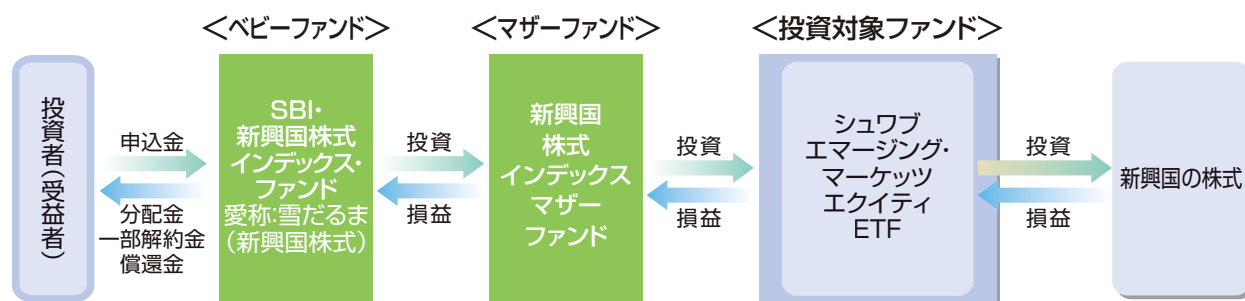 <ベビーファンド>
<マザーファンド>
<投資対象ファンド>
投資者(受益者)
申込金
分配金
一部解約金
償還金
SBI・
新興国株式
インデックス・
ファンド
愛称:雪だるま
(新興国株式)
投資
損益
新興国
株式
インデックス
マザー
ファンド
投資
損益
シュワブ
エマージング・
マーケッツ
エクイティ
ETF
投資
損益
新興国の株式